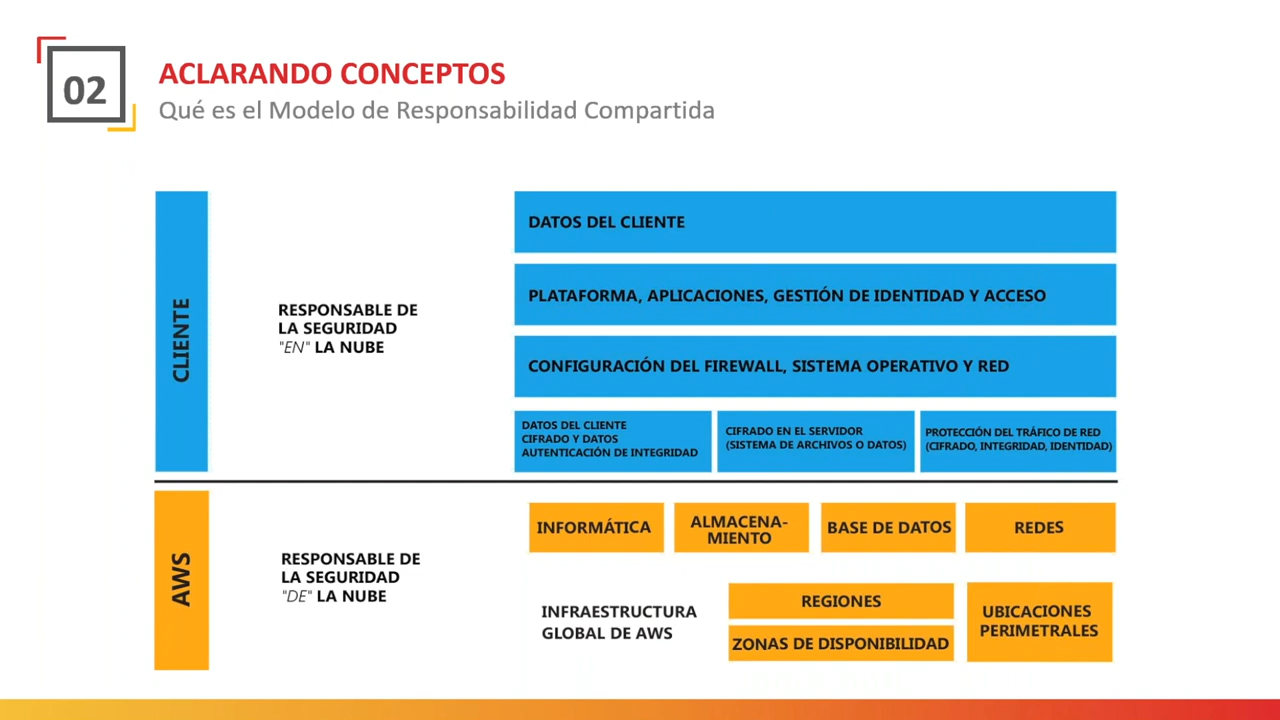 02
ACLARANDO CONCEPTOS
Qué es el Modelo de Responsabilidad Compartida
CLIENTE
RESPONSABLE DE
LA SEGURIDAD
"EN" LA NUBE
DATOS DEL CLIENTE
PLATAFORMA, APLICACIONES, GESTIÓN DE IDENTIDAD Y ACCESO
CONFIGURACIÓN DEL FIREWALL, SISTEMA OPERATIVO Y RED
DATOS DEL CLIENTE
CIFRADO Y DATOS
AUTENTICACIÓN DE INTEGRIDAD
CIFRADO EN EL SERVIDOR
(SISTEMA DE ARCHIVOS O DATOS)
PROTECCIÓN DEL TRÁFICO DE RED
(CIFRADO, INTEGRIDAD, IDENTIDAD)
AWS
RESPONSABLE DE
LA SEGURIDAD
"DE" LA NUBE
INFORMÁTICA
ALMACENA-
MIENTO
BASE DE DATOS
REDES
INFRAESTRUCTURA
GLOBAL DE AWS
REGIONES
ZONAS DE DISPONIBILIDAD
UBICACIONES
PERIMETRALES